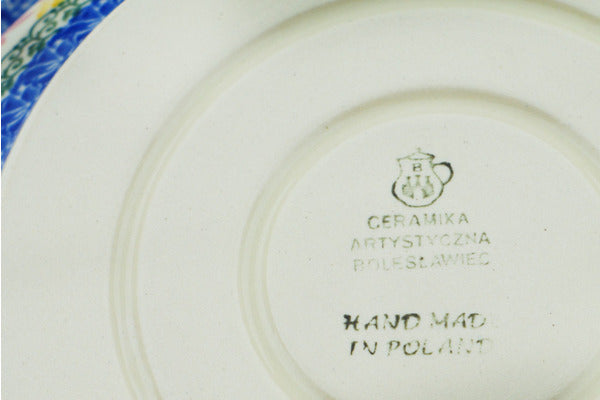 B
CERAMIKA
ARTYSTYCZNA
BOLESŁAWIEC
HAND MADE
IN POLAND